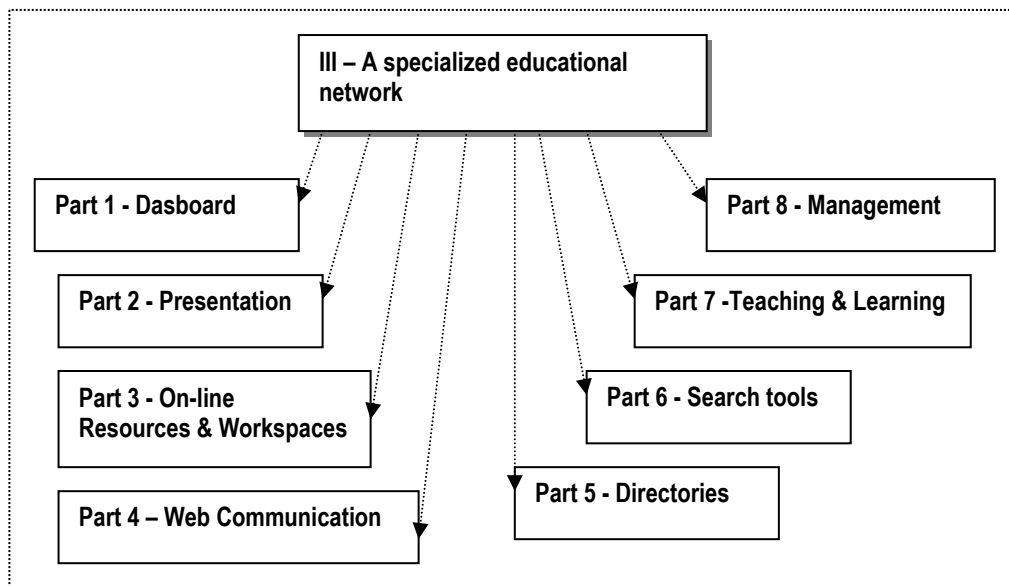 III – A specialized educational
network
Part 1 - Dasboard
Part 2 - Presentation
Part 3 - On-line
Resources & Workspaces
Part 4 – Web Communication
Part 5 - Directories
Part 6 - Search tools
Part 7 -Teaching & Learning
Part 8 - Management